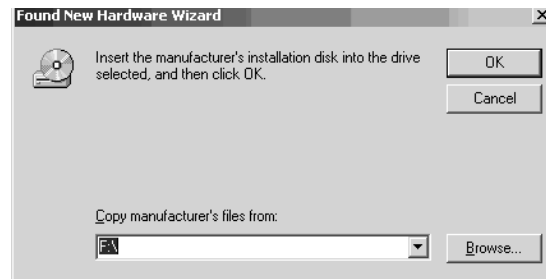 Found New Hardware Wizard
Insert the manufacturer's installation disk into the drive
selected, and then click OK.
OK
Cancel
Copy manufacturer's files from:
F:\
Browse...